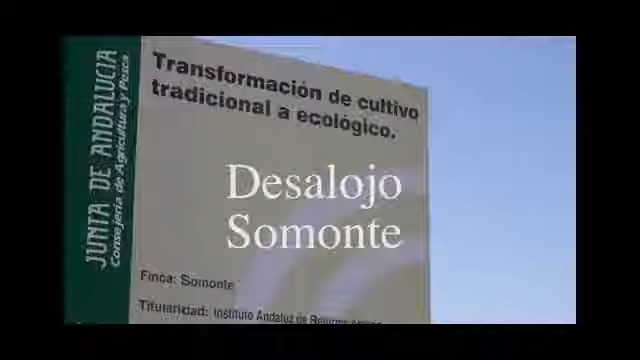 JUNTA DE ANDALUCIA
Consejería de Agricultura y Pesca
Transformación de cultivo
tradicional a ecológico.
Desalojo
Somonte
Finca: Somonte
Titularidad: Instituto Andaluz de Reforma